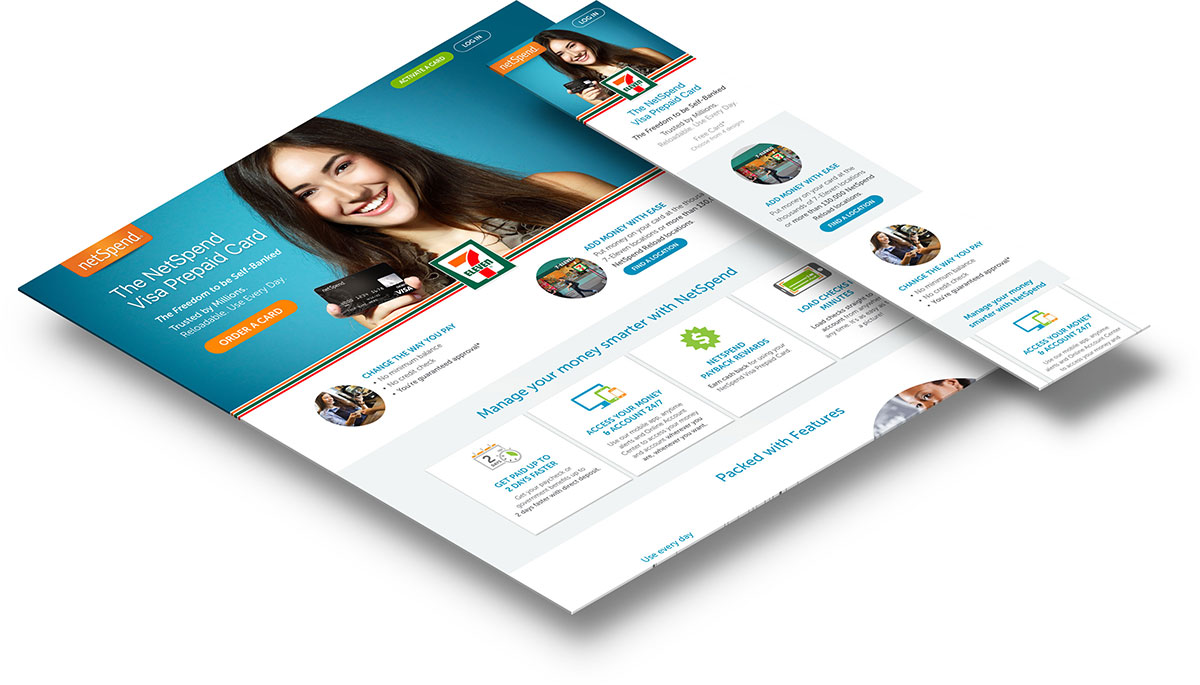 LOG IN
ACTIVATE A CARD
netSpend
The NetSpend
Visa Prepaid Card
The Freedom to be Self-Banked
Trusted by Millions.
Reloadable. Use Every Day
ORDER A CARD
netSpend
VISA
7
ELEVEN
CHANGE THE WAY YOU PAY
• No minimum balance
• No credit check
• You're guaranteed approval*
ADD MONEY WITH EASE
Put money on your card at the
7-Eleven locations or more than 130,
NetSpend Reload locations.
FIND A LOCATION
Manage your money smarter with NetSpend
GET PAID UP TO
2 DAYS FASTER
2
DAYS
Get your paycheck or
government benefits up to
2 days faster with direct deposit.
ACCESS YOUR MONEY
& ACCOUNT 24/7
Use our mobile app, anytime
alerts and Online Account
Center to access your money
and account wherever you
are, whenever you want.
$
NETSPEND
PAYBACK REWARDS
Earn cash back for using your
NetSpend Visa Prepaid Card
LOAD CHECKS
MINUTES
Load checks straight to
account from anywhere
any time. It's as easy as
a picture!
Packed with Features
Use every day
LOG IN
netSpend
7
ELEVEN
The NetSpend
Visa Prepaid Card
The Freedom to be Self-Banked
Trusted by Millions.
Reloadable. Use Every Day.
Free Card*
Choose from 4 designs
ADD MONEY WITH EASE
Put money on your card at the
thousands of 7-Eleven locations
or more than 130,000 NetSpend
Reload locations.
FIND A LOCATION
CHANGE THE WAY YOU PAY
• No minimum balance
• No credit check
• You're guaranteed approval*
Manage your money
smarter with NetSpend
ACCESS YOUR MONEY
& ACCOUNT 24/7
Use our mobile app, anytime
alerts and Online Account Center
to access your money and